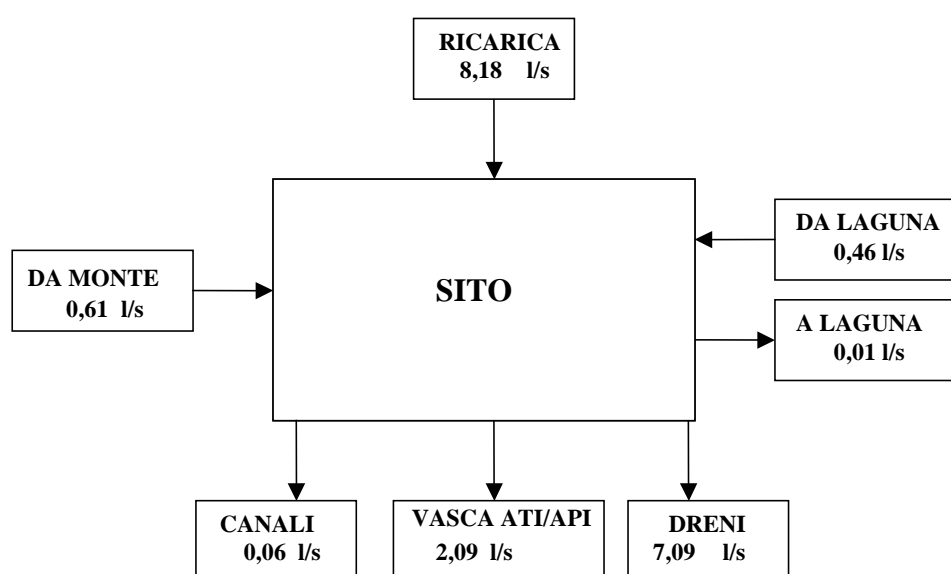 RICARICA
8,18 l/s
DA LAGUNA
0,46 l/s
DA MONTE
0,61 l/s
SITO
A LAGUNA
0,01 l/s
CANALI
0,06 l/s
VASCA ATI/API
2,09 l/s
DRENI
7,09 l/s